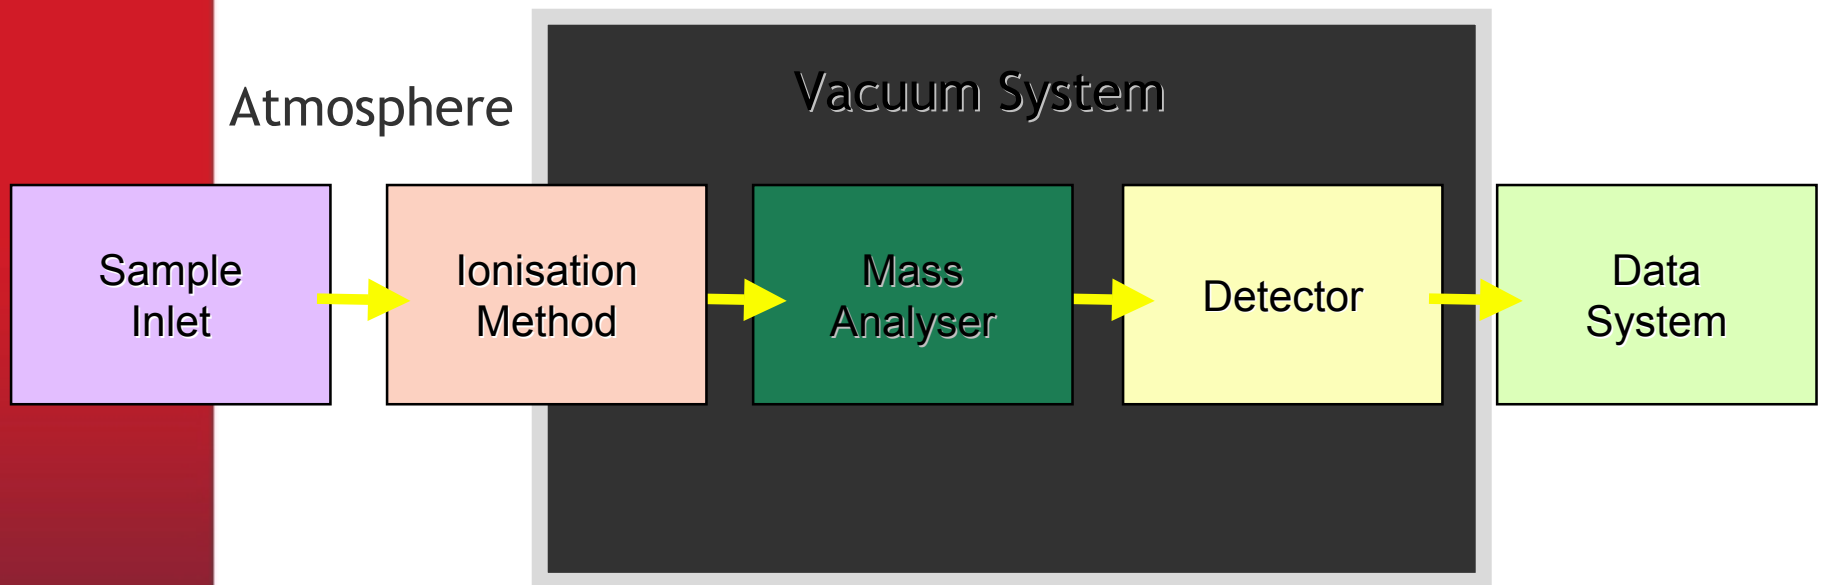 Atmosphere
Vacuum System
Sample
Inlet
Ionisation
Method
Mass
Analyser
Detector
Data
System